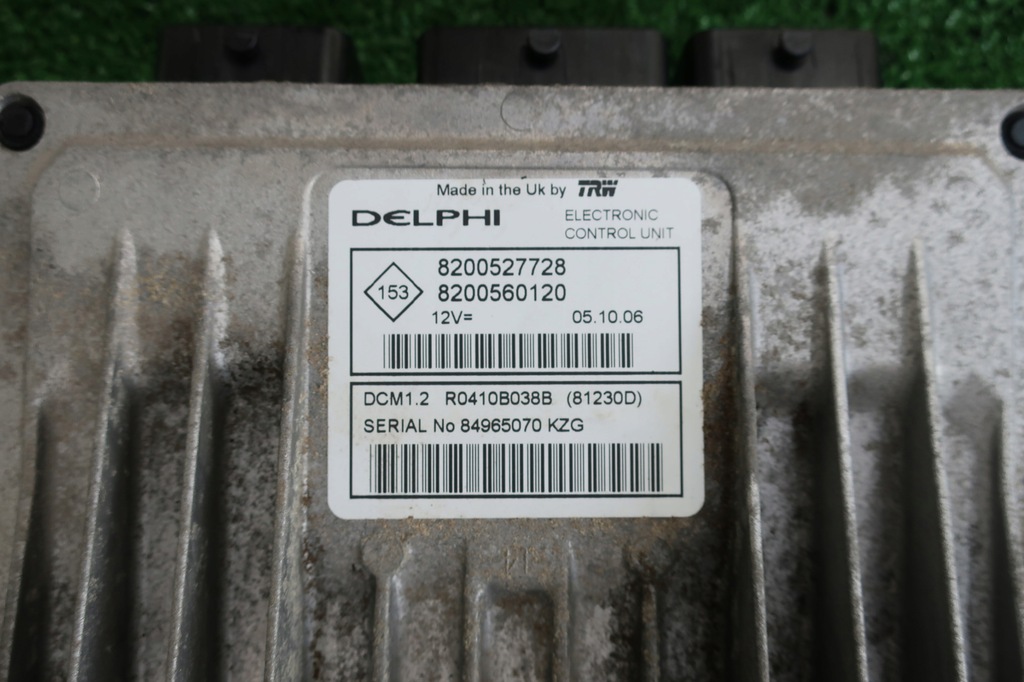 Made in the Uk by TRW
DELPHI ELECTRONIC
CONTROL UNIT
8200527728
153
8200560120
12V= 05.10.06
DCM1.2 R0410B038B (81230D)
SERIAL No 84965070 KZG